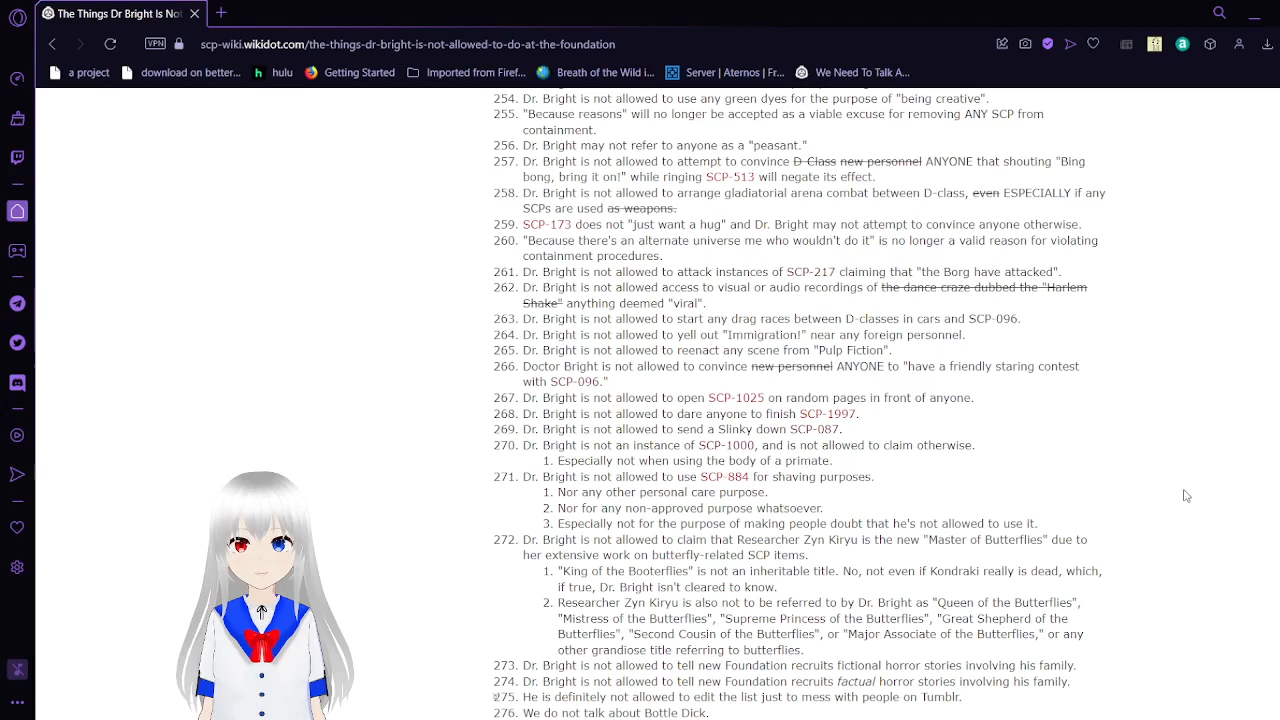 The Things Dr Bright Is Not
VPN
scp-wiki.wikidot.com/the-things-dr-bright-is-not-allowed-to-do-at-the-foundation
a project
download on better...
hulu
Getting Started
Imported from Firef...
Breath of the Wild i...
Server | Aternos | Fr...
We Need To Talk A...
254. Dr. Bright is not allowed to use any green dyes for the purpose of "being creative".
255. "Because reasons" will no longer be accepted as a viable excuse for removing ANY SCP from
containment.
256. Dr. Bright may not refer to anyone as a "peasant."
257. Dr. Bright is not allowed to attempt to convince D-Class new personnel ANYONE that shouting "Bing
bong, bring it on!" while ringing SCP-513 will negate its effect.
258. Dr. Bright is not allowed to arrange gladiatorial arena combat between D-class, even ESPECIALLY if any
SCPs are used as weapons.
259. SCP-173 does not "just want a hug" and Dr. Bright may not attempt to convince anyone otherwise.
260. "Because there's an alternate universe me who wouldn't do it" is no longer a valid reason for violating
containment procedures.
261. Dr. Bright is not allowed to attack instances of SCP-217 claiming that "the Borg have attacked".
262. Dr. Bright is not allowed access to visual or audio recordings of the dance craze dubbed the "Harlem
Shake" anything deemed "viral".
263. Dr. Bright is not allowed to start any drag races between D-classes in cars and SCP-096.
264. Dr. Bright is not allowed to yell out "Immigration!" near any foreign personnel.
265. Dr. Bright is not allowed to reenact any scene from "Pulp Fiction".
266. Doctor Bright is not allowed to convince new personnel ANYONE to "have a friendly staring contest
with SCP-096."
267. Dr. Bright is not allowed to open SCP-1025 on random pages in front of anyone.
268. Dr. Bright is not allowed to dare anyone to finish SCP-1997.
269. Dr. Bright is not allowed to send a Slinky down SCP-087.
270. Dr. Bright is not an instance of SCP-1000, and is not allowed to claim otherwise.
1. Especially not when using the body of a primate.
271. Dr. Bright is not allowed to use SCP-884 for shaving purposes.
1. Nor any other personal care purpose.
2. Nor for any non-approved purpose whatsoever.
3. Especially not for the purpose of making people doubt that he's not allowed to use it.
272. Dr. Bright is not allowed to claim that Researcher Zyn Kiryu is the new "Master of Butterflies" due to
her extensive work on butterfly-related SCP items.
1. "King of the Booterflies" is not an inheritable title. No, not even if Kondraki really is dead, which,
if true, Dr. Bright isn't cleared to know.
2. Researcher Zyn Kiryu is also not to be referred to by Dr. Bright as "Queen of the Butterflies",
"Mistress of the Butterflies", "Supreme Princess of the Butterflies", "Great Shepherd of the
Butterflies", "Second Cousin of the Butterflies", or "Major Associate of the Butterflies," or any
other grandiose title referring to butterflies.
273. Dr. Bright is not allowed to tell new Foundation recruits fictional horror stories involving his family.
274. Dr. Bright is not allowed to tell new Foundation recruits factual horror stories involving his family.
275. He is definitely not allowed to edit the list just to mess with people on Tumblr.
276. We do not talk about Bottle Dick.